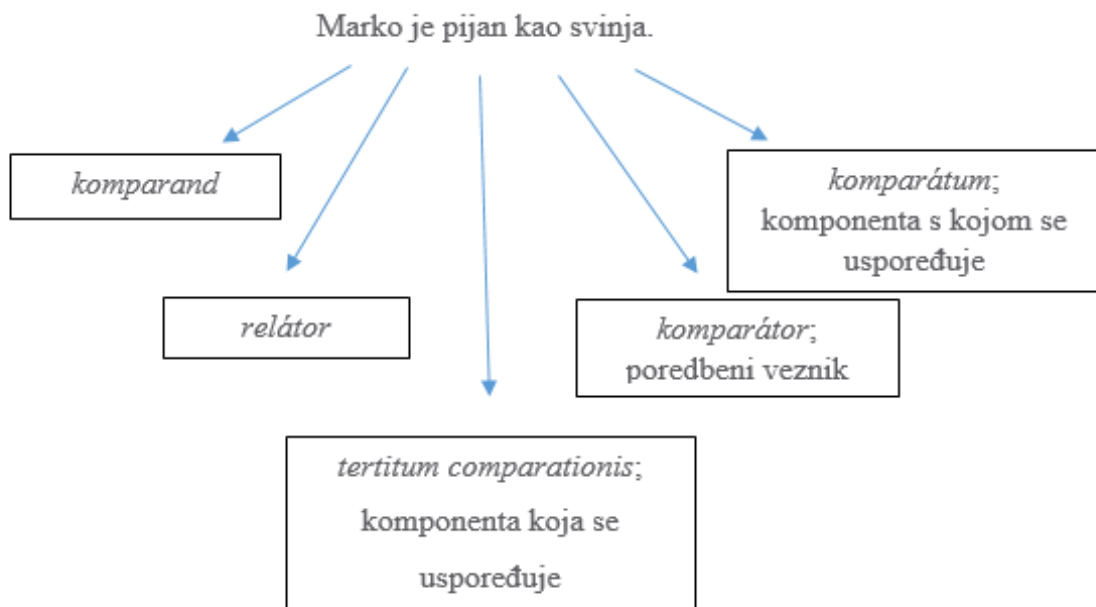 Marko je pijan kao svinja.
komparand
relátor
tertitum comparationis;
komponenta koja se
uspoređuje
komparátor;
poredbeni veznik
komparátum;
komponenta s kojom se
uspoređuje